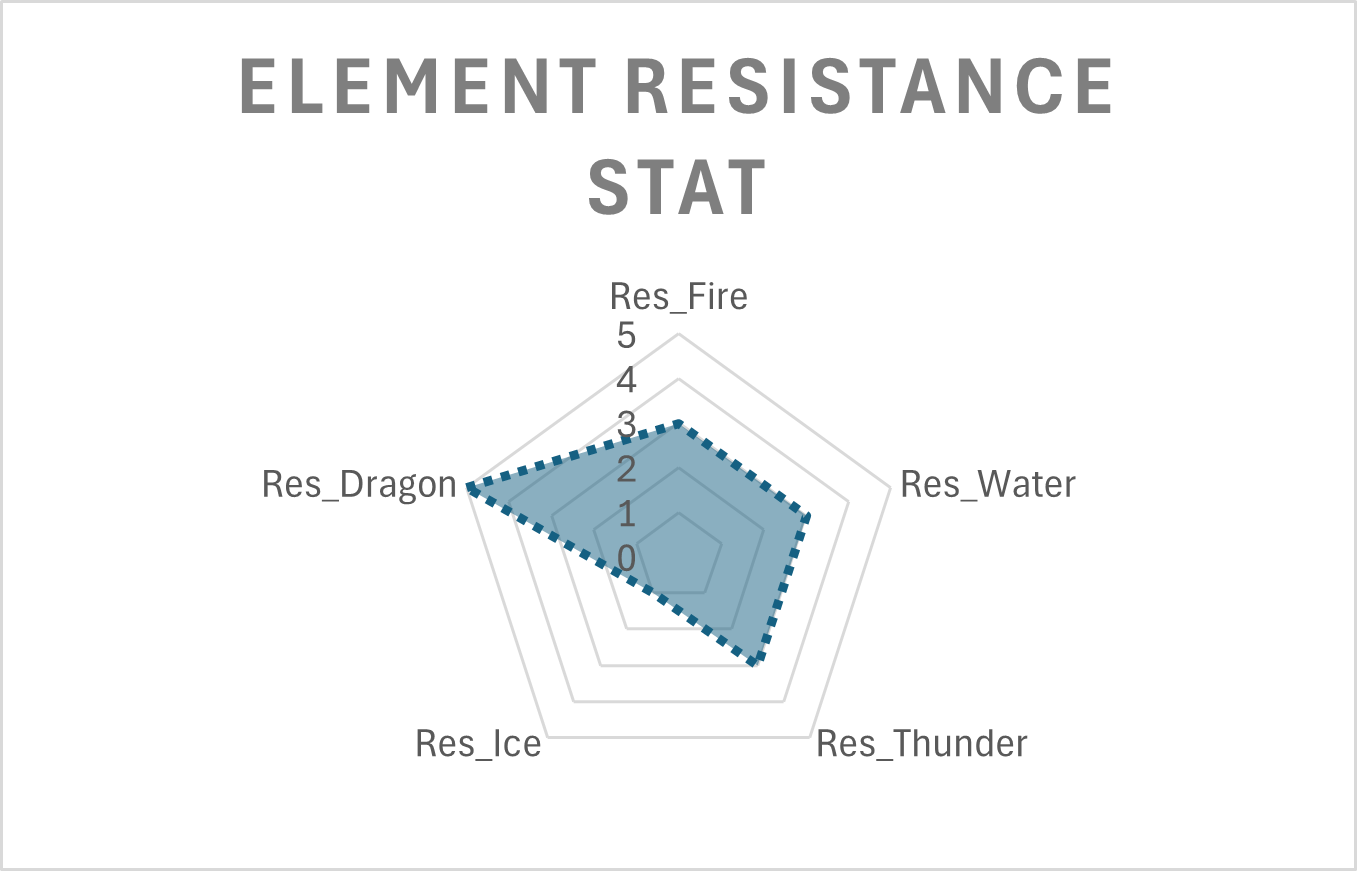 ELEMENT RESISTANCE
STAT
Res_Fire
5
4
3
2
1
0
Res_Dragon
Res_Water
Res_Ice
Res_Thunder